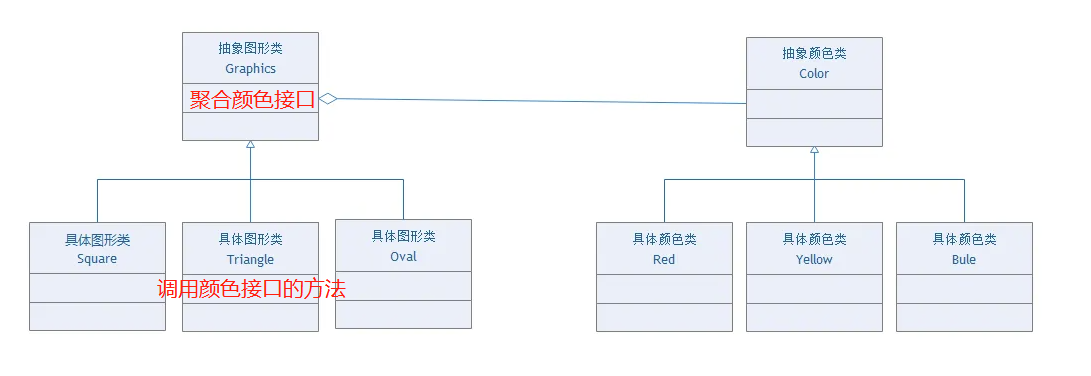 抽象图形类
Graphics
聚合颜色接口
抽象颜色类
Color
具体图形类
Square
具体图形类
Triangle
调用颜色接口的方法
具体图形类
Oval
具体颜色类
Red
具体颜色类
Yellow
具体颜色类
Bule